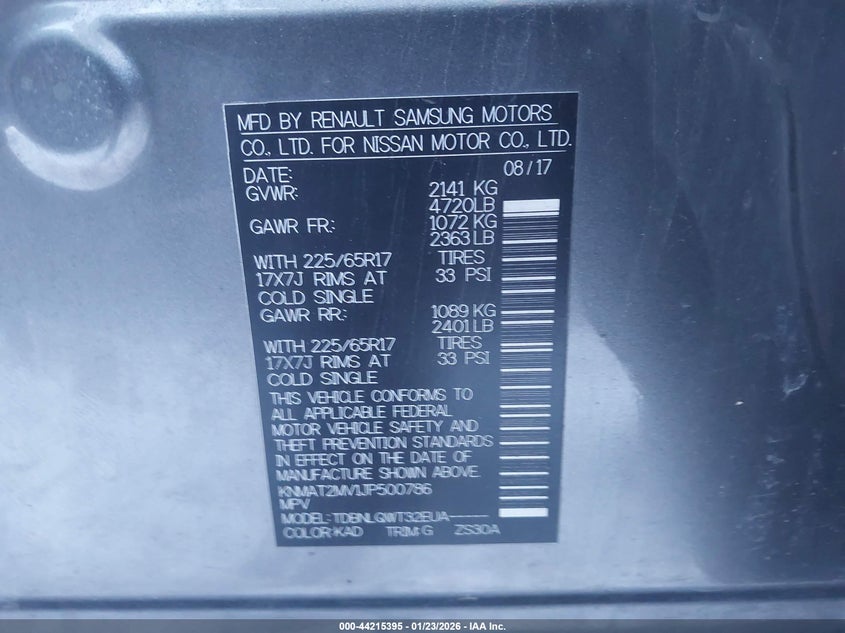 MFD BY RENAULT SAMSUNG MOTORS
CO., LTD. FOR NISSAN MOTOR CO., LTD.
DATE: 08/17
GVWR: 2141 KG
4720LB
GAWR FR.: 1072 KG
2363 LB
WITH 225/65R17 TIRES
17X7J RIMS AT 33 PSI
COLD SINGLE
GAWR RR.: 1089 KG
2401 LB
WITH 225/65R17 TIRES
17X7J RIMS AT 33 PSI
COLD SINGLE
THIS VEHICLE CONFORMS TO
ALL APPLICABLE FEDERAL
MOTOR VEHICLE SAFETY AND
THEFT PREVENTION STANDARDS
IN EFFECT ON THE DATE OF
MANUFACTURE SHOWN ABOVE.
KNMAT2MV1JP500786
MPV
MODEL: TDBNLQWT32EUA-----
COLOR:KAD TRIM:G ZS30A
000-44215395 - 01/23/2026 - IAA Inc.